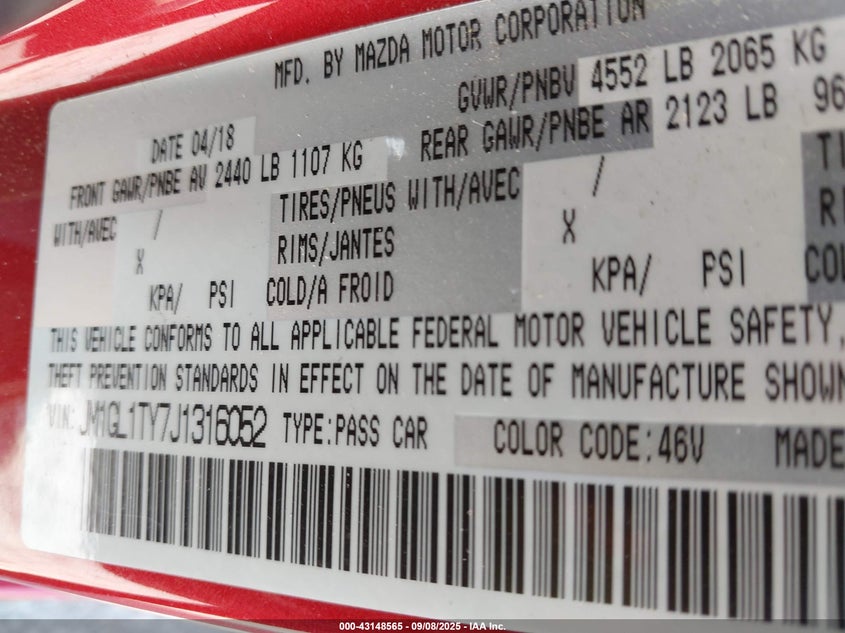 MFD. BY MAZDA MOTOR CORPORATION
GVWR/PNBV 4552 LB 2065 KG
DATE 04/18
FRONT GAWR/PNBE AV 2440 LB 1107 KG
REAR GAWR/PNBE AR 2123 LB 96
WITH/AVEC / TIRES/PNEUS WITH/AVEC /
X RIMS/JANTES X
KPA/ PSI COLD/A FROID KPA/ PSI
THIS VEHICLE CONFORMS TO ALL APPLICABLE FEDERAL MOTOR VEHICLE SAFETY,
THEFT PREVENTION STANDARDS IN EFFECT ON THE DATE OF MANUFACTURE SHOWN
VIN: JM1GL1TY7J1316052 TYPE:PASS CAR COLOR CODE:46V MADE
000-43148565 - 09/08/2025 - IAA Inc.